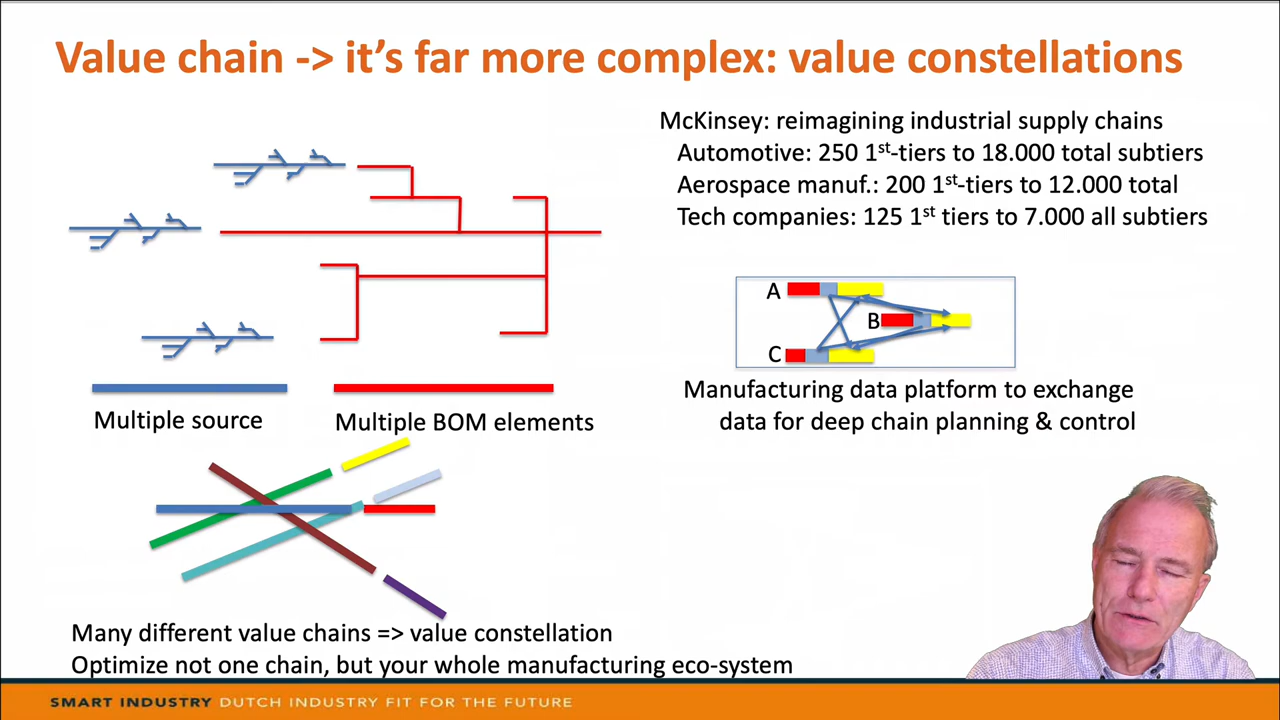 Value chain -> it's far more complex: value constellations
McKinsey: reimagining industrial supply chains
Automotive: 250 1st-tiers to 18.000 total subtiers
Aerospace manuf.: 200 1st-tiers to 12.000 total
Tech companies: 125 1st tiers to 7.000 all subtiers
A
B
C
Manufacturing data platform to exchange
data for deep chain planning & control
Multiple source
Multiple BOM elements
Many different value chains => value constellation
Optimize not one chain, but your whole manufacturing eco-system
SMART INDUSTRY DUTCH INDUSTRY FIT FOR THE FUTURE